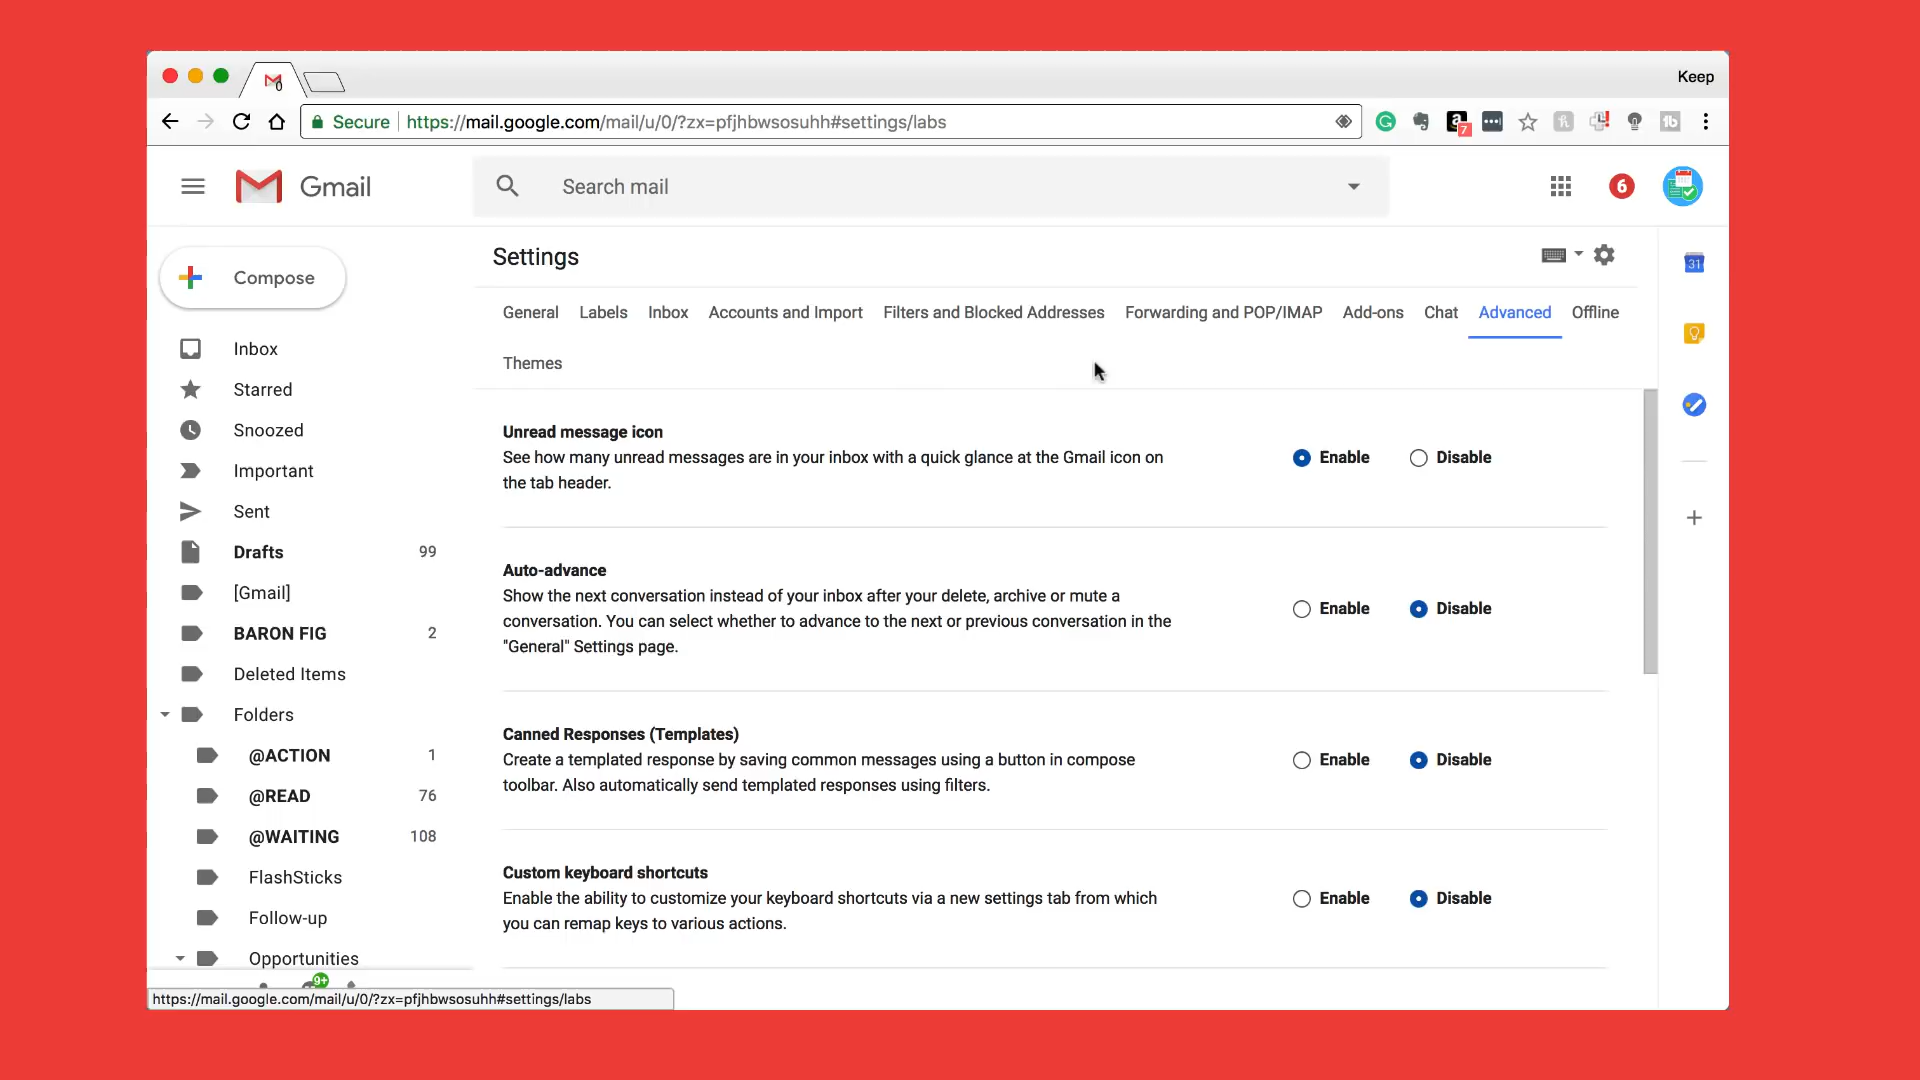 Keep
Secure https://mail.google.com/mail/u/0/?zx=pfjhbwsosuhh#settings/labs
7
Gmail
Search mail
6
Settings
Compose
31
General Labels Inbox Accounts and Import Filters and Blocked Addresses Forwarding and POP/IMAP Add-ons Chat Advanced Offline
Themes
Inbox
Starred
Snoozed
Important
Sent
Drafts 99
[Gmail]
BARON FIG 2
Deleted Items
Folders
@ACTION 1
@READ 76
@WAITING 108
FlashSticks
Follow-up
Opportunities
9+
Unread message icon
See how many unread messages are in your inbox with a quick glance at the Gmail icon on
the tab header.
Enable Disable
Auto-advance
Show the next conversation instead of your inbox after your delete, archive or mute a
conversation. You can select whether to advance to the next or previous conversation in the
"General" Settings page.
Enable Disable
Canned Responses (Templates)
Create a templated response by saving common messages using a button in compose
toolbar. Also automatically send templated responses using filters.
Enable Disable
Custom keyboard shortcuts
Enable the ability to customize your keyboard shortcuts via a new settings tab from which
you can remap keys to various actions.
Enable Disable
https://mail.google.com/mail/u/0/?zx=pfjhbwsosuhh#settings/labs